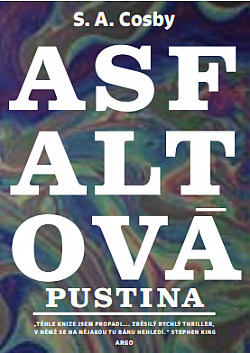 S. A. Cosby
ASF
ALT
OVÁ
PUSTINA
„TÉHLE KNIZE JSEM PROPADL... ZBĚSILÝ RYCHLÝ THRILLER,
V NĚMŽ SE NA NĚJAKOU TU RÁNU NEHLEDÍ.“ STEPHEN KING
ARGO